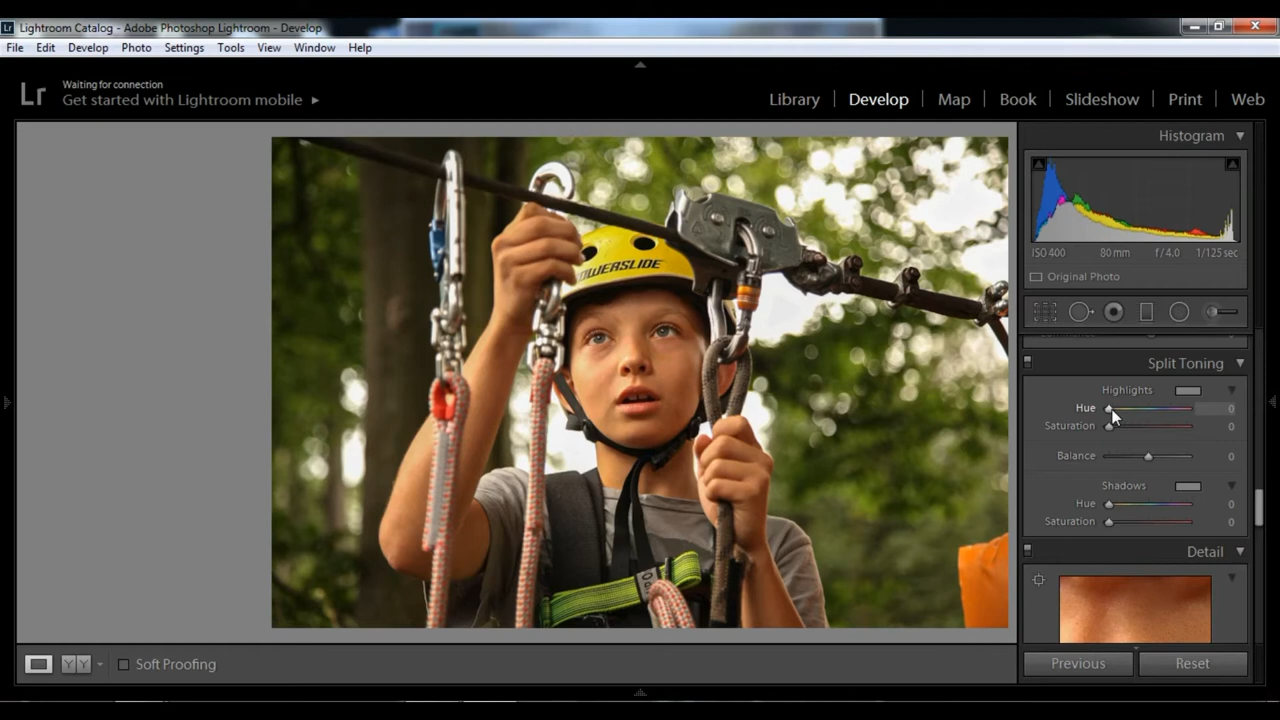 Lr Lightroom Catalog - Adobe Photoshop Lightroom - Develop
File Edit Develop Photo Settings Tools View Window Help
Lr
Waiting for connection
Get started with Lightroom mobile
Library Develop Map Book Slideshow Print Web
Histogram
ISO 400 80 mm f / 4.0 1/125 sec
Original Photo
Split Toning
Highlights
Hue 0
Saturation 0
Balance 0
Shadows
Hue 0
Saturation 0
Detail
POWERSLIDE
YY Soft Proofing
Previous Reset